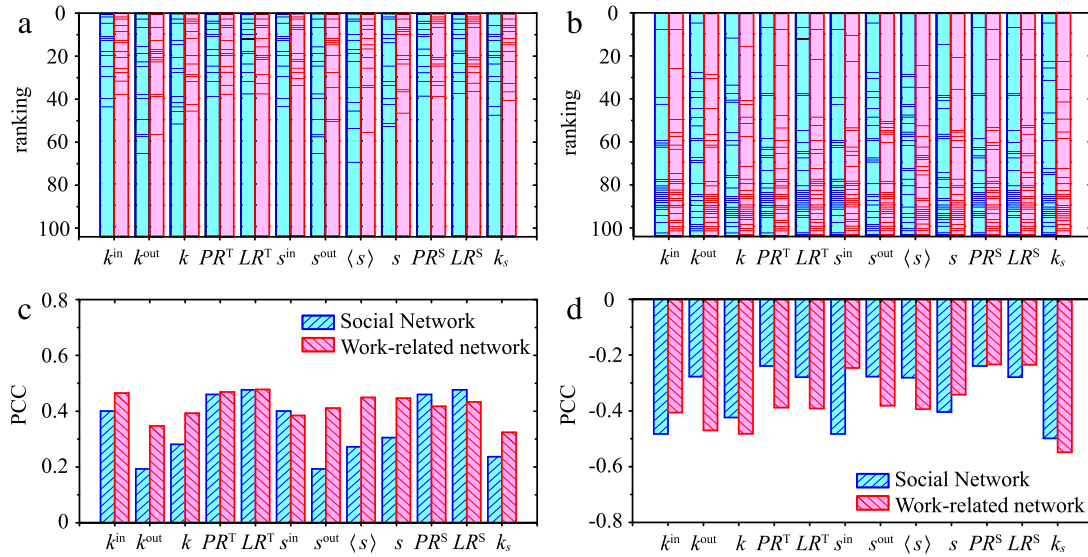 a
ranking
0
20
40
60
80
100
k^in k^out k PR^T LR^T s^in s^out ⟨s⟩ s PR^S LR^S k_s
b
ranking
0
20
40
60
80
100
k^in k^out k PR^T LR^T s^in s^out ⟨s⟩ s PR^S LR^S k_s
c
PCC
0.8
0.6
0.4
0.2
0
Social Network
Work-related network
k^in k^out k PR^T LR^T s^in s^out ⟨s⟩ s PR^S LR^S k_s
d
PCC
0
-0.2
-0.4
-0.6
-0.8
Social Network
Work-related network
k^in k^out k PR^T LR^T s^in s^out ⟨s⟩ s PR^S LR^S k_s